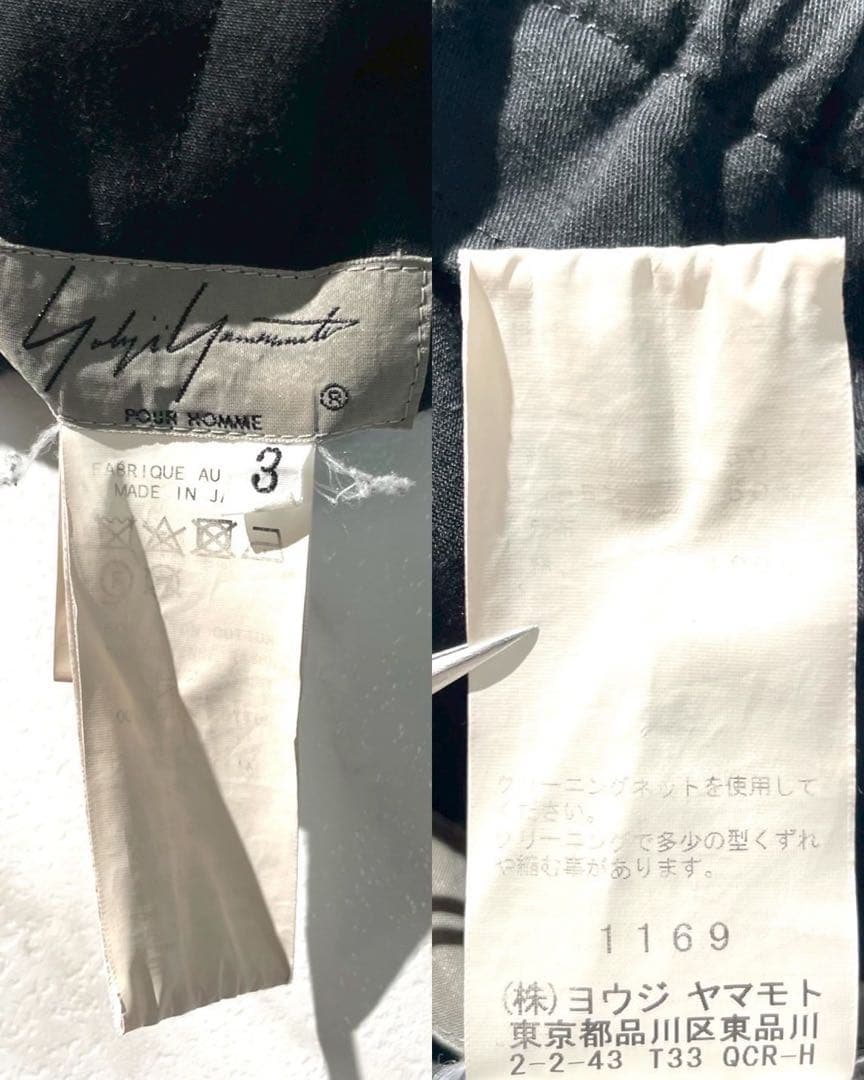 Yohji Yamamoto
®
POUR HOMME
3
FABRIQUE AU
MADE IN JA
COTTON
クリーニングネットを使用して
ください。
クリーニングで多少の型くずれ
や縮む事があります。
1169
(株)ヨウジ ヤマモト
東京都品川区東品川
2-2-43 T33 QCR-H